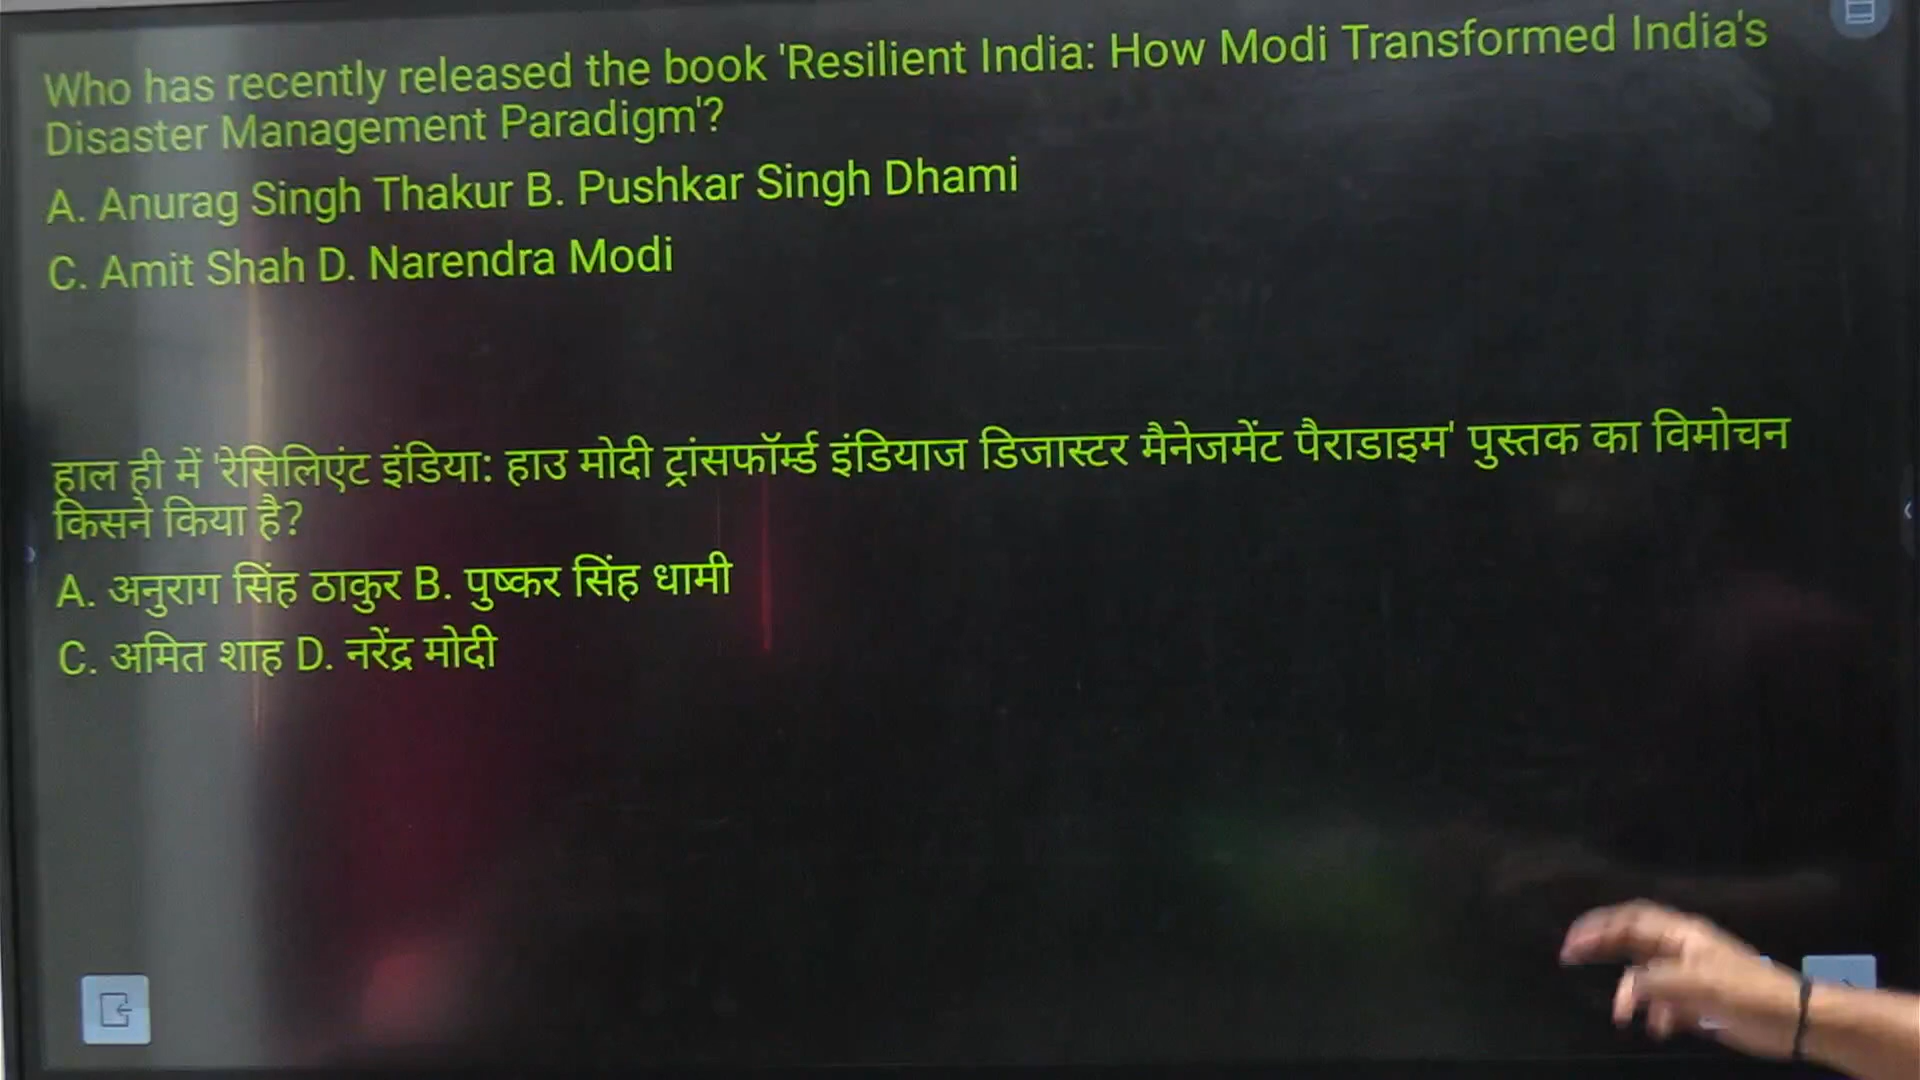 Who has recently released the book 'Resilient India: How Modi Transformed India's
Disaster Management Paradigm'?
A. Anurag Singh Thakur B. Pushkar Singh Dhami
C. Amit Shah D. Narendra Modi
हाल ही में 'रेसिलिएंट इंडिया: हाउ मोदी ट्रांसफॉर्म्ड इंडियाज डिजास्टर मैनेजमेंट पैराडाइम' पुस्तक का विमोचन
किसने किया है?
A. अनुराग सिंह ठाकुर B. पुष्कर सिंह धामी
C. अमित शाह D. नरेंद्र मोदी